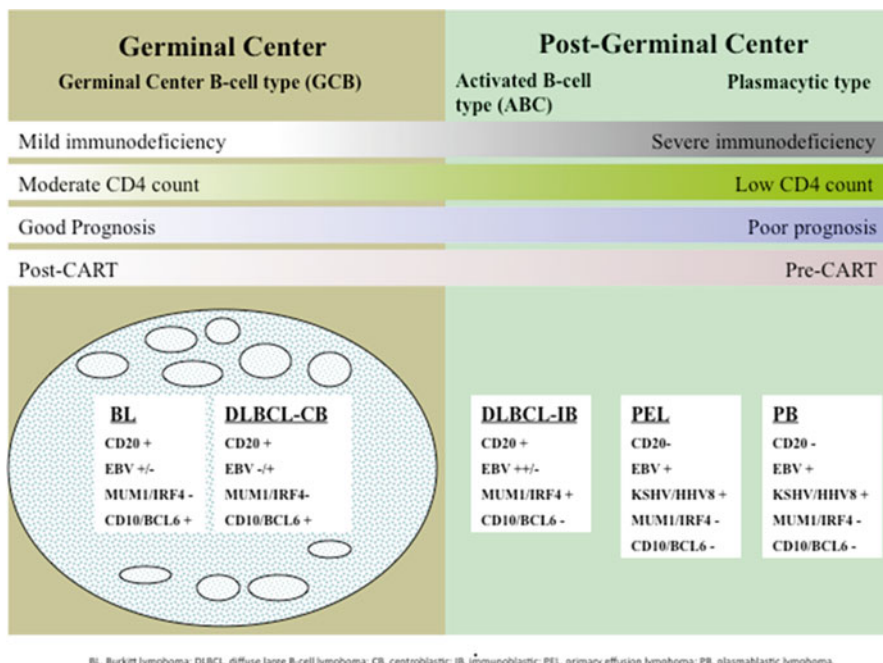 Germinal Center
Germinal Center B-cell type (GCB)
Post-Germinal Center
Activated B-cell
type (ABC)
Plasmacytic type
Mild immunodeficiency
Severe immunodeficiency
Moderate CD4 count
Low CD4 count
Good Prognosis
Poor prognosis
Post-CART
Pre-CART
BL
CD20 +
EBV +/-
MUM1/IRF4 -
CD10/BCL6 +
DLBCL-CB
CD20 +
EBV -/+
MUM1/IRF4-
CD10/BCL6 +
DLBCL-IB
CD20 +
EBV ++/-
MUM1/IRF4 +
CD10/BCL6 -
PEL
CD20-
EBV +
KSHV/HHV8 +
MUM1/IRF4 -
CD10/BCL6 -
PB
CD20 -
EBV +
KSHV/HHV8 +
MUM1/IRF4 -
CD10/BCL6 -
BL, Burkitt lymphoma; DLBCL, diffuse large B-cell lymphoma; CB, centroblastic; IB, immunoblastic; PEL, primary effusion lymphoma; PB, plasmablastic lymphoma